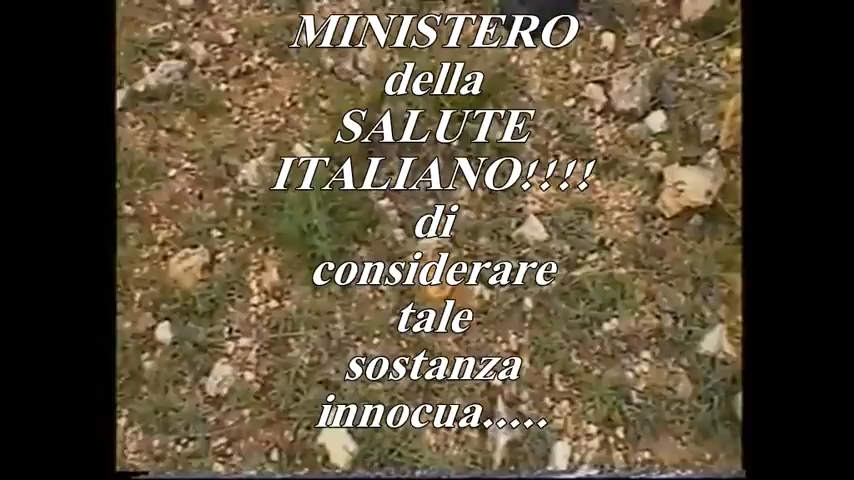 MINISTERO
della
SALUTE
ITALIANO!!!!
di
considerare
tale
sostanza
innocua.....